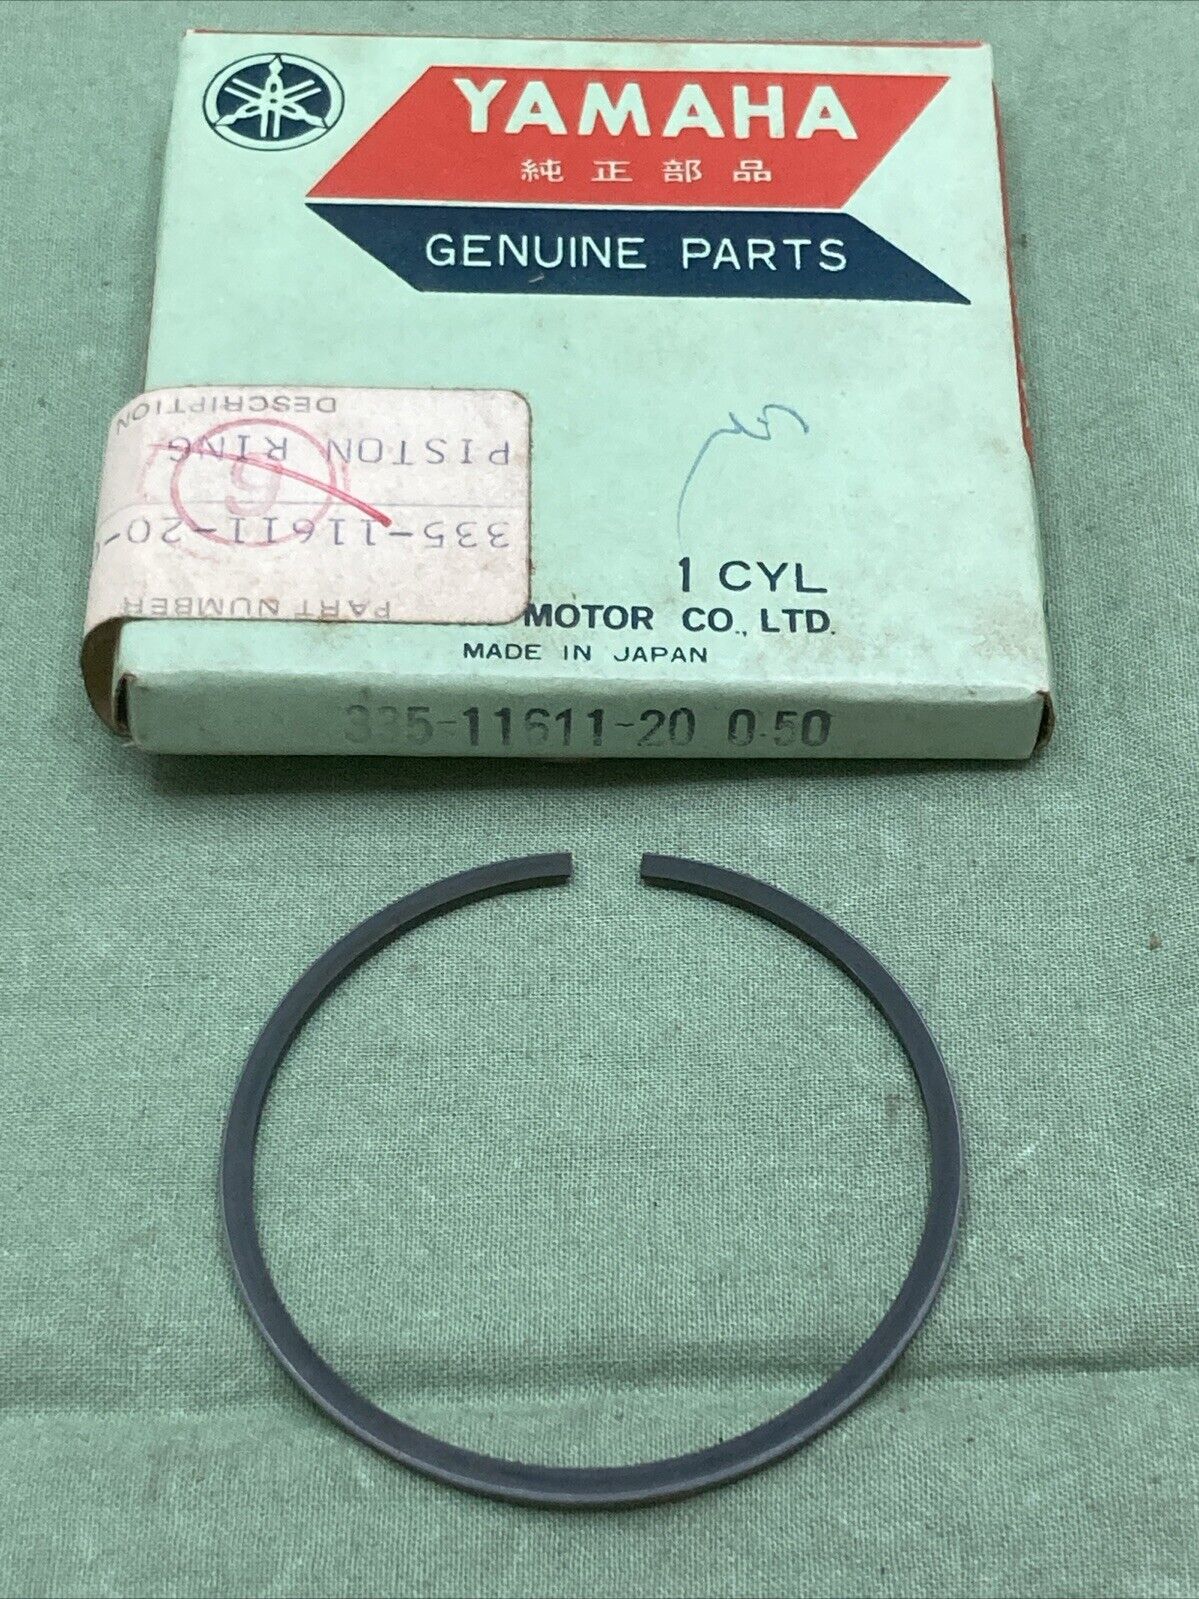 YAMAHA
純正部品
GENUINE PARTS
PART NUMBER
335-11611-20-
PISTON RING
DESCRIPTION
1 CYL
MOTOR CO., LTD.
MADE IN JAPAN
335-11611-20 0.50